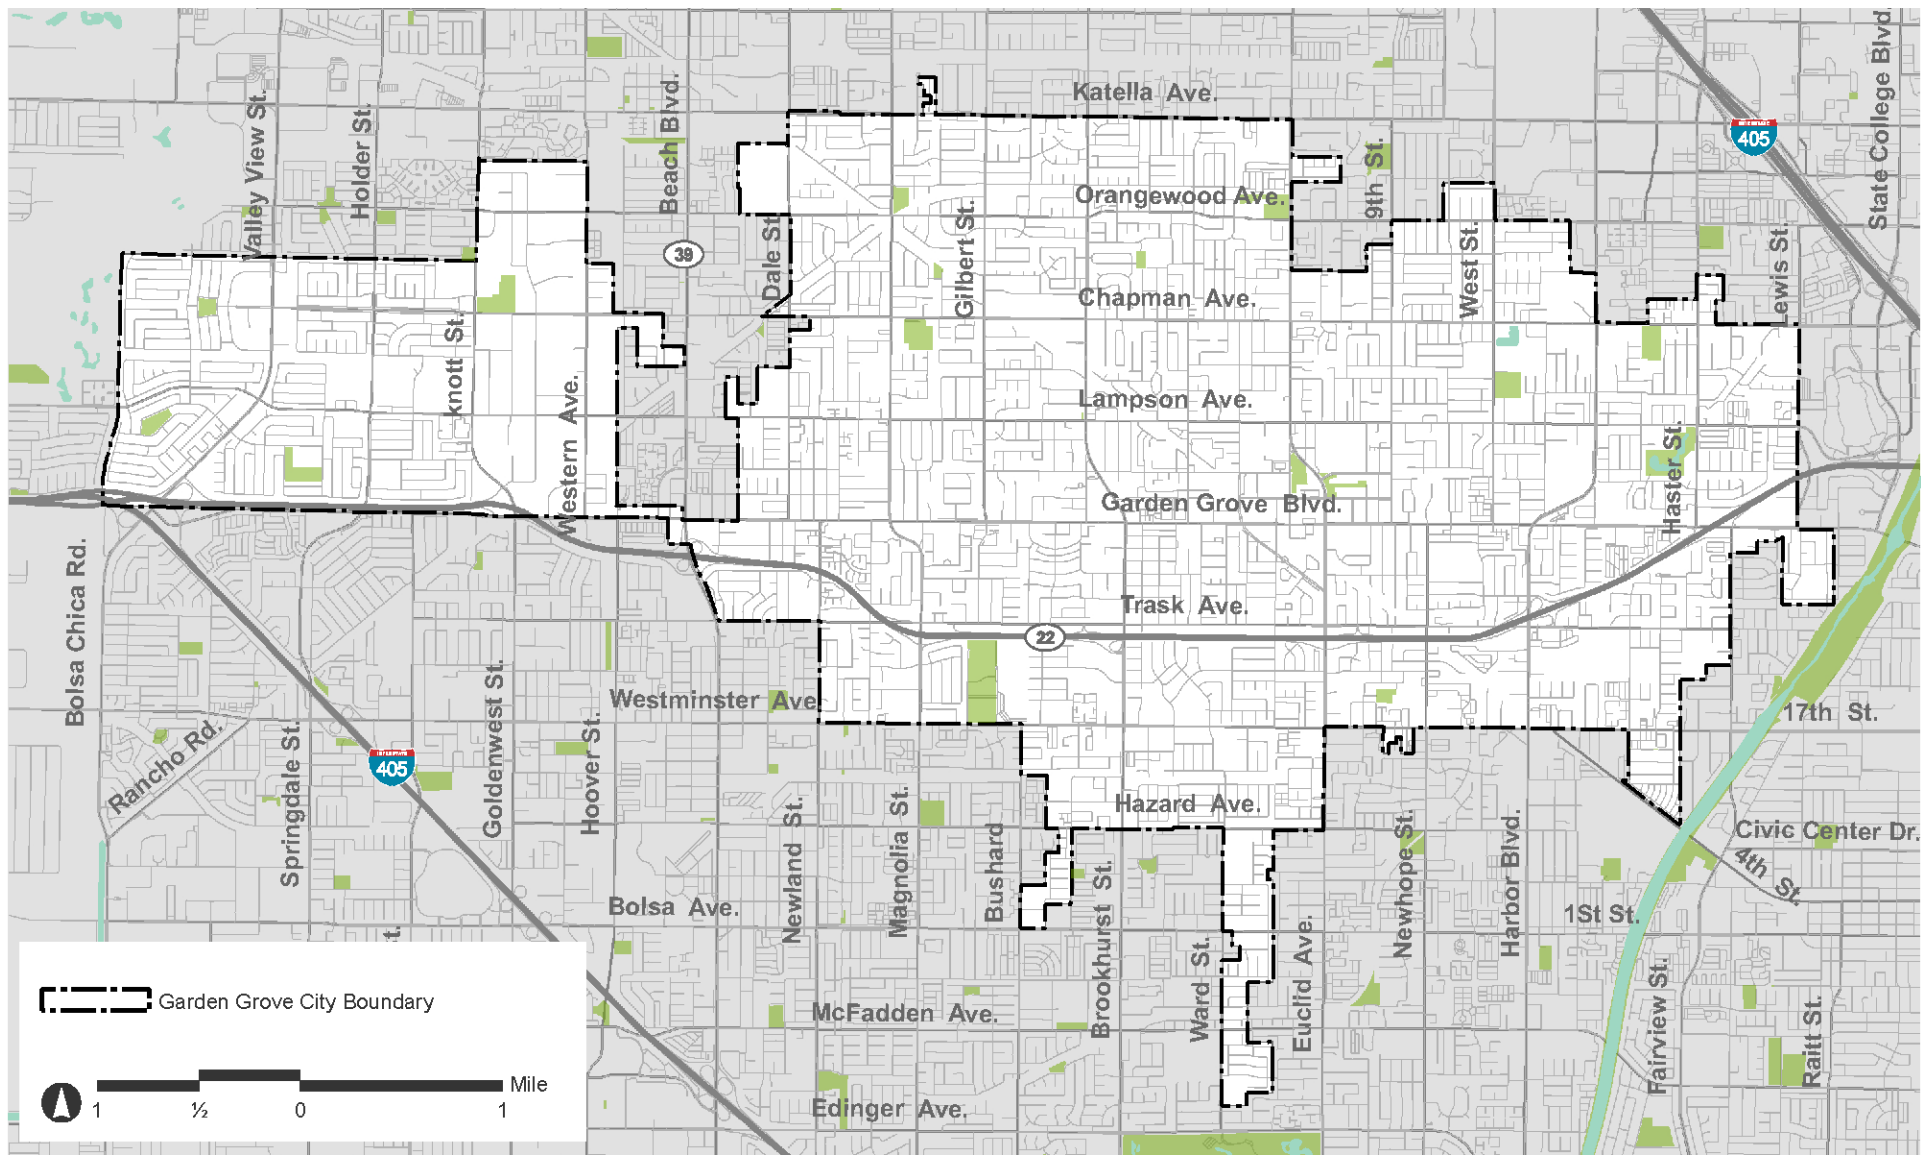 Katella Ave.
Valley View St.
Holder St.
Beach Blvd.
9th St.
INTERSTATE
405
State College Blvd.
Orangewood Ave.
Dale St.
Gilbert St.
West St.
Lewis St.
39
Chapman Ave.
knott St.
Western Ave.
Lampson Ave.
Haster St.
Garden Grove Blvd.
Bolsa Chica Rd.
Trask Ave.
22
Westminster Ave.
17th St.
Rancho Rd.
Springdale St.
INTERSTATE
405
Goldenwest St.
Hoover St.
Newland St.
Magnolia St.
Bushard
Hazard Ave.
Brookhurst St.
Ward St.
Euclid Ave.
Newhope St.
Harbor Blvd.
Civic Center Dr.
4th St.
Bolsa Ave.
1St St.
Fairview St.
Raitt St.
St.
McFadden Ave.
Edinger Ave.
Garden Grove City Boundary
Mile
1 ½ 0 1